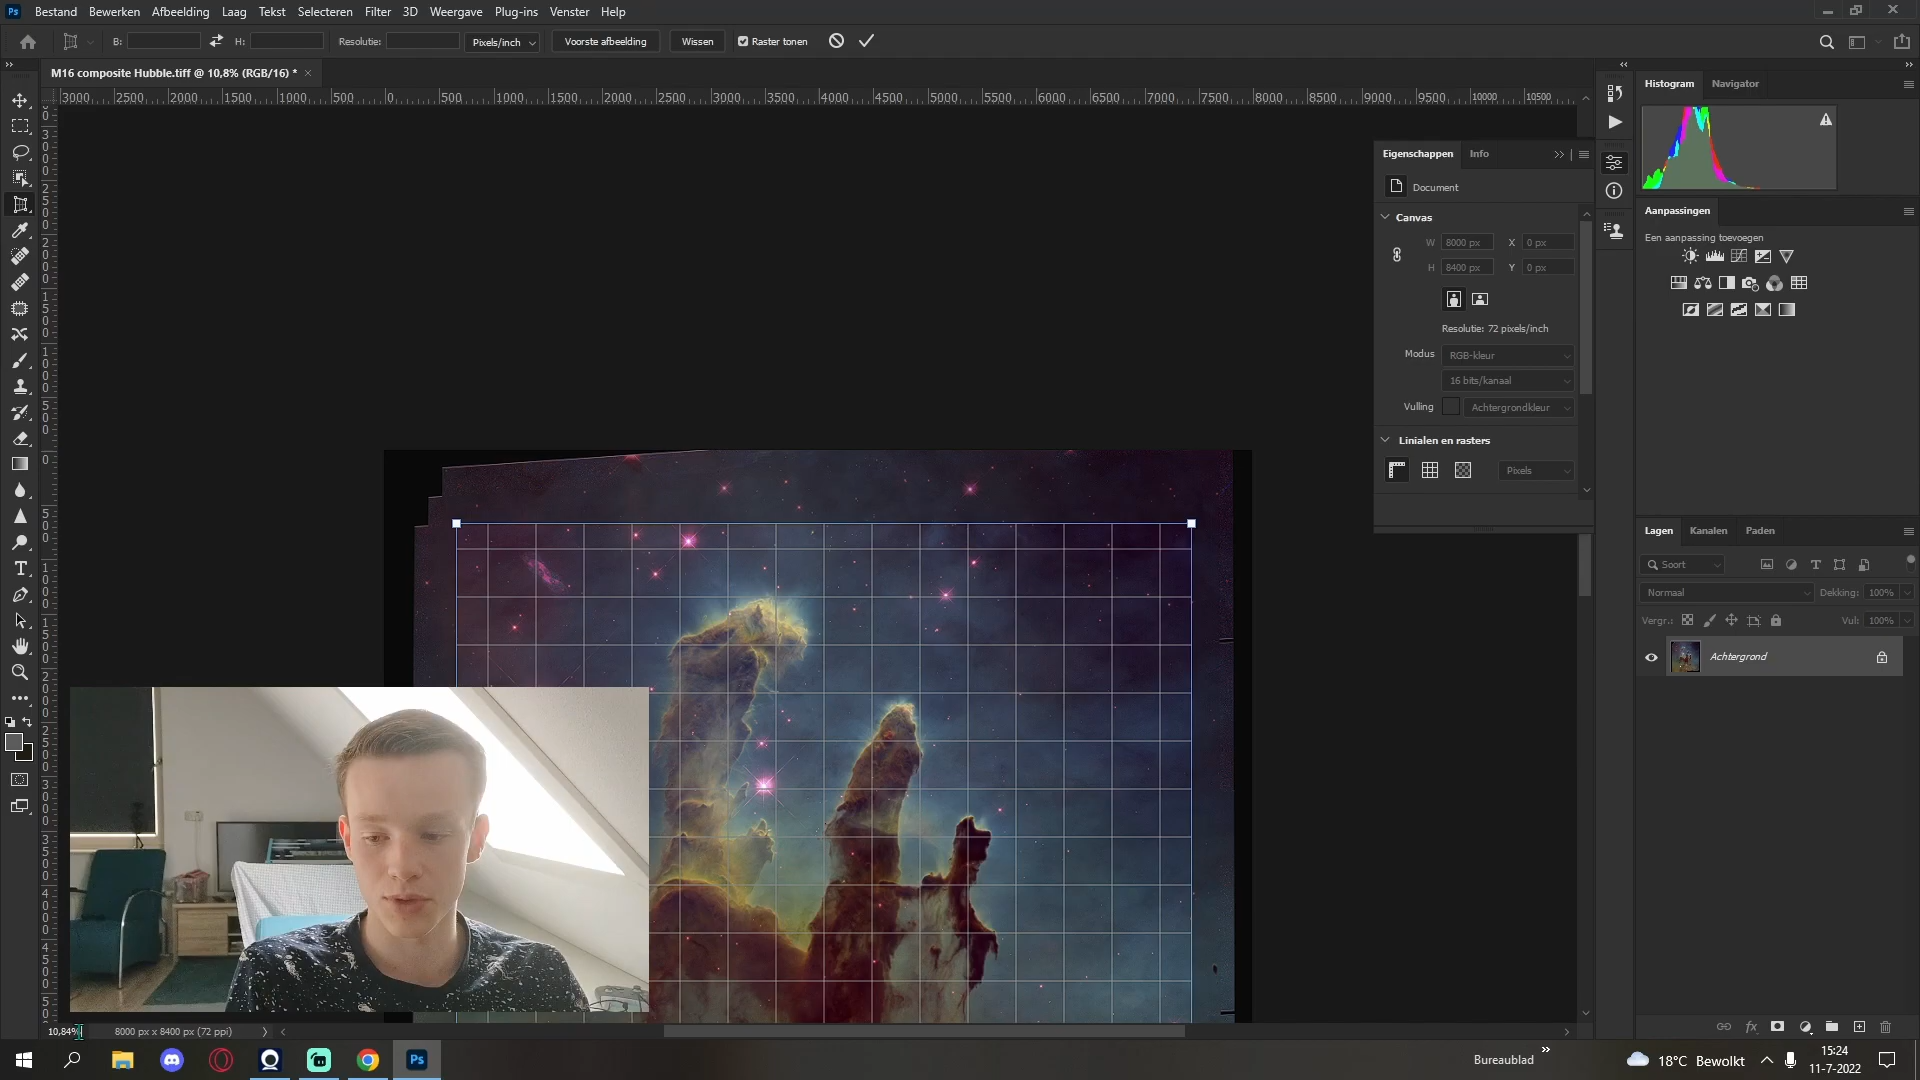 Ps Bestand Bewerken Afbeelding Laag Tekst Selecteren Filter 3D Weergave Plug-ins Venster Help
B: H: Resolutie: Pixels/inch Voorste afbeelding Wissen Raster tonen
M16 composite Hubble.tiff @ 10,8% (RGB/16) * ×
3000 2500 2000 1500 1000 500 0 500 1000 1500 2000 2500 3000 3500 4000 4500 5000 5500 6000 6500 7000 7500 8000 8500 9000 9500 10000 10500
Histogram Navigator
Eigenschappen Info
Document
Canvas
W 8000 px X 0 px
H 8400 px Y 0 px
Resolutie: 72 pixels/inch
Modus RGB-kleur
16 bits/kanaal
Vulling Achtergrondkleur
Linialen en rasters
Pixels
Aanpassingen
Een aanpassing toevoegen
Lagen Kanalen Paden
Soort
Normaal Dekking: 100%
Vergr.: Vul: 100%
Achtergrond
10,84% 8000 px x 8400 px (72 ppi)
Ps Bureaublad 18°C Bewolkt 15:24
11-7-2022